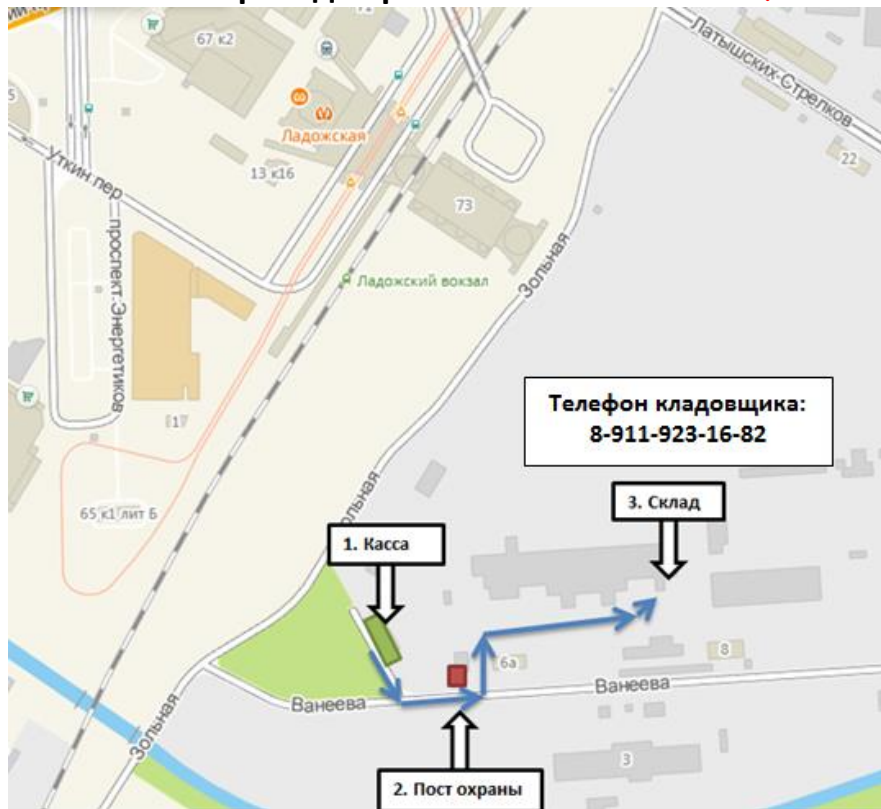 67 к2
72
Латышских-Стрелков
Ладожская
22
Уткин пер
13 к16
73
проспект Энергетиков
Ладожский вокзал
Зольная
Телефон кладовщика:
8-911-923-16-82
17
65 к1 лит Б
Зольная
3. Склад
1. Касса
6а
8
Ванеева
Ванеева
Зольная
3
2. Пост охраны